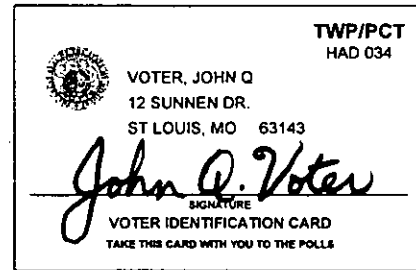 TWP/PCT
HAD 034
VOTER, JOHN Q
12 SUNNEN DR.
ST LOUIS, MO 63143
John Q. Voter
SIGNATURE
VOTER IDENTIFICATION CARD
TAKE THIS CARD WITH YOU TO THE POLLS